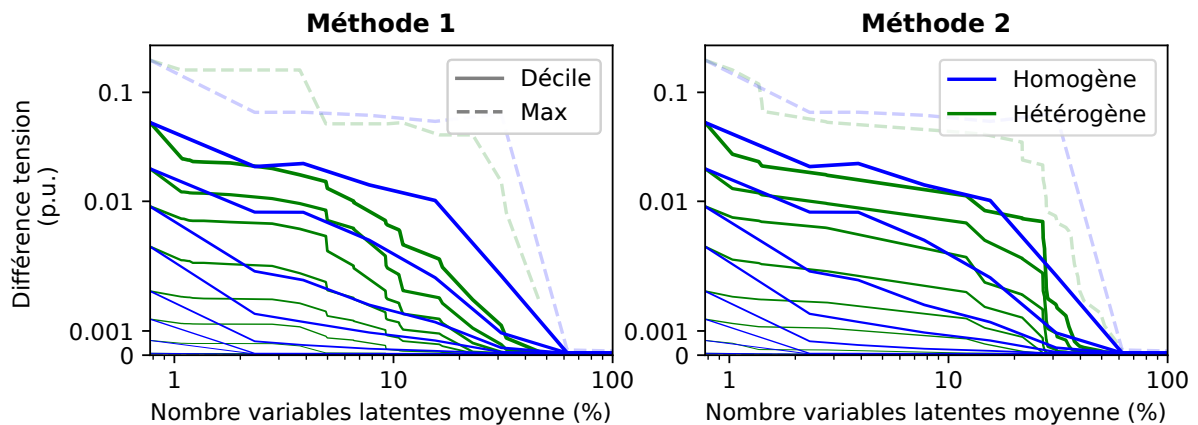 Méthode 1
Méthode 2
Différence tension
(p.u.)
0.1
0.01
0.001
0
Décile
Max
1
10
100
Nombre variables latentes moyenne (%)
0.1
0.01
0.001
0
Homogène
Hétérogène
1
10
100
Nombre variables latentes moyenne (%)